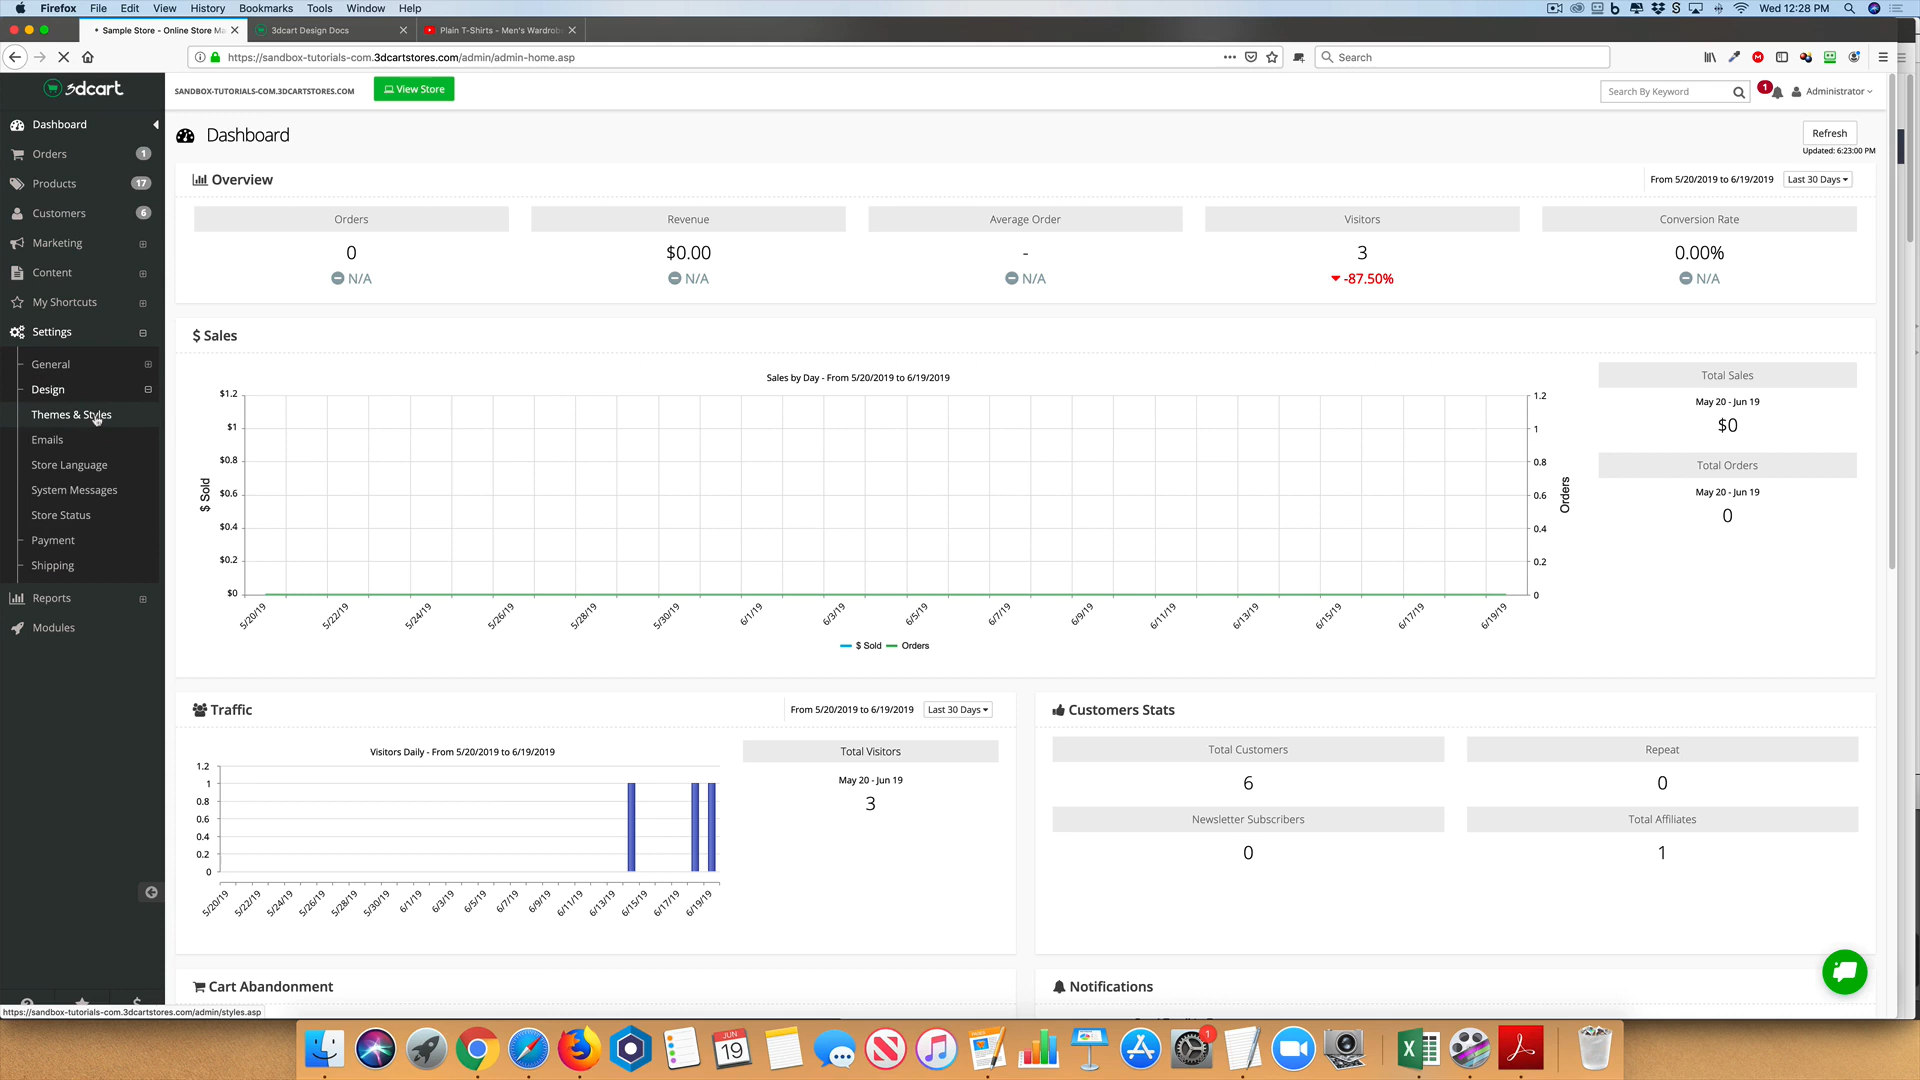 Firefox File Edit View History Bookmarks Tools Window Help
Wed 12:28 PM
Sample Store - Online Store Ma
3dcart Design Docs
Plain T-Shirts - Men's Wardrob
https://sandbox-tutorials-com.3dcartstores.com/admin/admin-home.asp
Search
3dcart
SANDBOX-TUTORIALS-COM.3DCARTSTORES.COM
View Store
Search By Keyword
1
Administrator
Dashboard
Orders 1
Products 17
Customers 6
Marketing
Content
My Shortcuts
Settings
General
Design
Themes & Styles
Emails
Store Language
System Messages
Store Status
Payment
Shipping
Reports
Modules
Dashboard
Refresh
Updated: 6:23:00 PM
Overview
From 5/20/2019 to 6/19/2019
Last 30 Days
Orders Revenue Average Order Visitors Conversion Rate
0 $0.00 - 3 0.00%
N/A N/A N/A -87.50% N/A
$ Sales
Sales by Day - From 5/20/2019 to 6/19/2019
$1.2
$1
$0.8
$0.6
$0.4
$0.2
$0
$ Sold
1.2
1
0.8
0.6
0.4
0.2
0
Orders
5/20/19 5/22/19 5/24/19 5/26/19 5/28/19 5/30/19 6/1/19 6/3/19 6/5/19 6/7/19 6/9/19 6/11/19 6/13/19 6/15/19 6/17/19 6/19/19
$ Sold Orders
Total Sales
May 20 - Jun 19
$0
Total Orders
May 20 - Jun 19
0
Traffic
From 5/20/2019 to 6/19/2019
Last 30 Days
Visitors Daily - From 5/20/2019 to 6/19/2019
1.2
1
0.8
0.6
0.4
0.2
0
5/20/19 5/22/19 5/24/19 5/26/19 5/28/19 5/30/19 6/1/19 6/3/19 6/5/19 6/7/19 6/9/19 6/11/19 6/13/19 6/15/19 6/17/19 6/19/19
Total Visitors
May 20 - Jun 19
3
Customers Stats
Total Customers Repeat
6 0
Newsletter Subscribers Total Affiliates
0 1
Cart Abandonment
Notifications
https://sandbox-tutorials-com.3dcartstores.com/admin/styles.asp
JUN
19
1